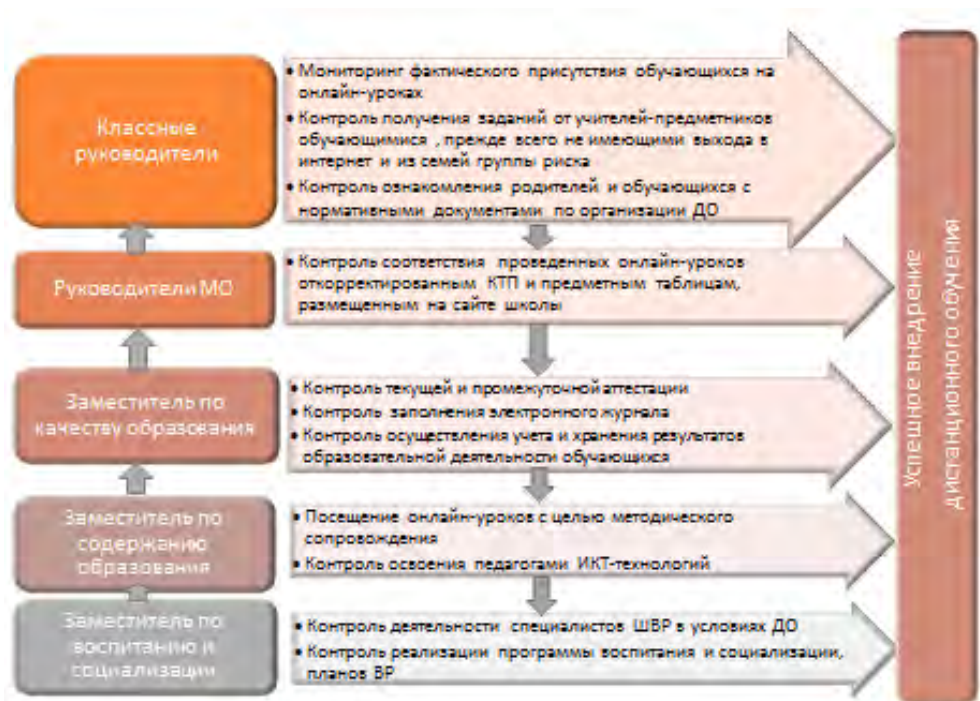 Классные
руководители
• Мониторинг фактического присутствия обучающихся на
онлайн-уроках
• Контроль получения заданий от учителей-предметников
обучающимися , прежде всего не имеющими выхода в
интернет и из семей группы риска
• Контроль ознакомления родителей и обучающихся с
нормативными документами по организации ДО
Руководители МО
• Контроль соответствия проведенных онлайн-уроков
откорректированным КТП и предметным таблицам,
размещенным на сайте школы
Заместитель по
качеству образования
• Контроль текущей и промежуточной аттестации
• Контроль заполнения электронного журнала
• Контроль осуществления учета и хранения результатов
образовательной деятельности обучающихся
Заместитель по
содержанию
образования
• Посещение онлайн-уроков с целью методического
сопровождения
• Контроль освоения педагогами ИКТ-технологий
Заместитель по
воспитанию и
социализации
• Контроль деятельности специалистов ШВР в условиях ДО
• Контроль реализации программы воспитания и социализации,
планов ВР
Успешное внедрение
дистанционного обучения